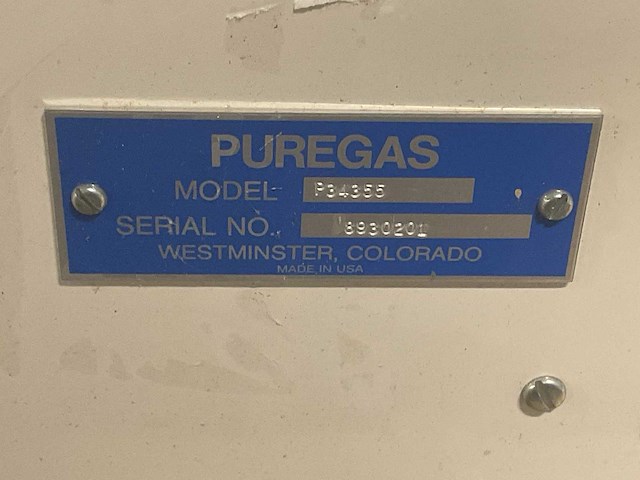 PUREGAS
MODEL P34355
SERIAL NO. 8930201
WESTMINSTER, COLORADO
MADE IN USA